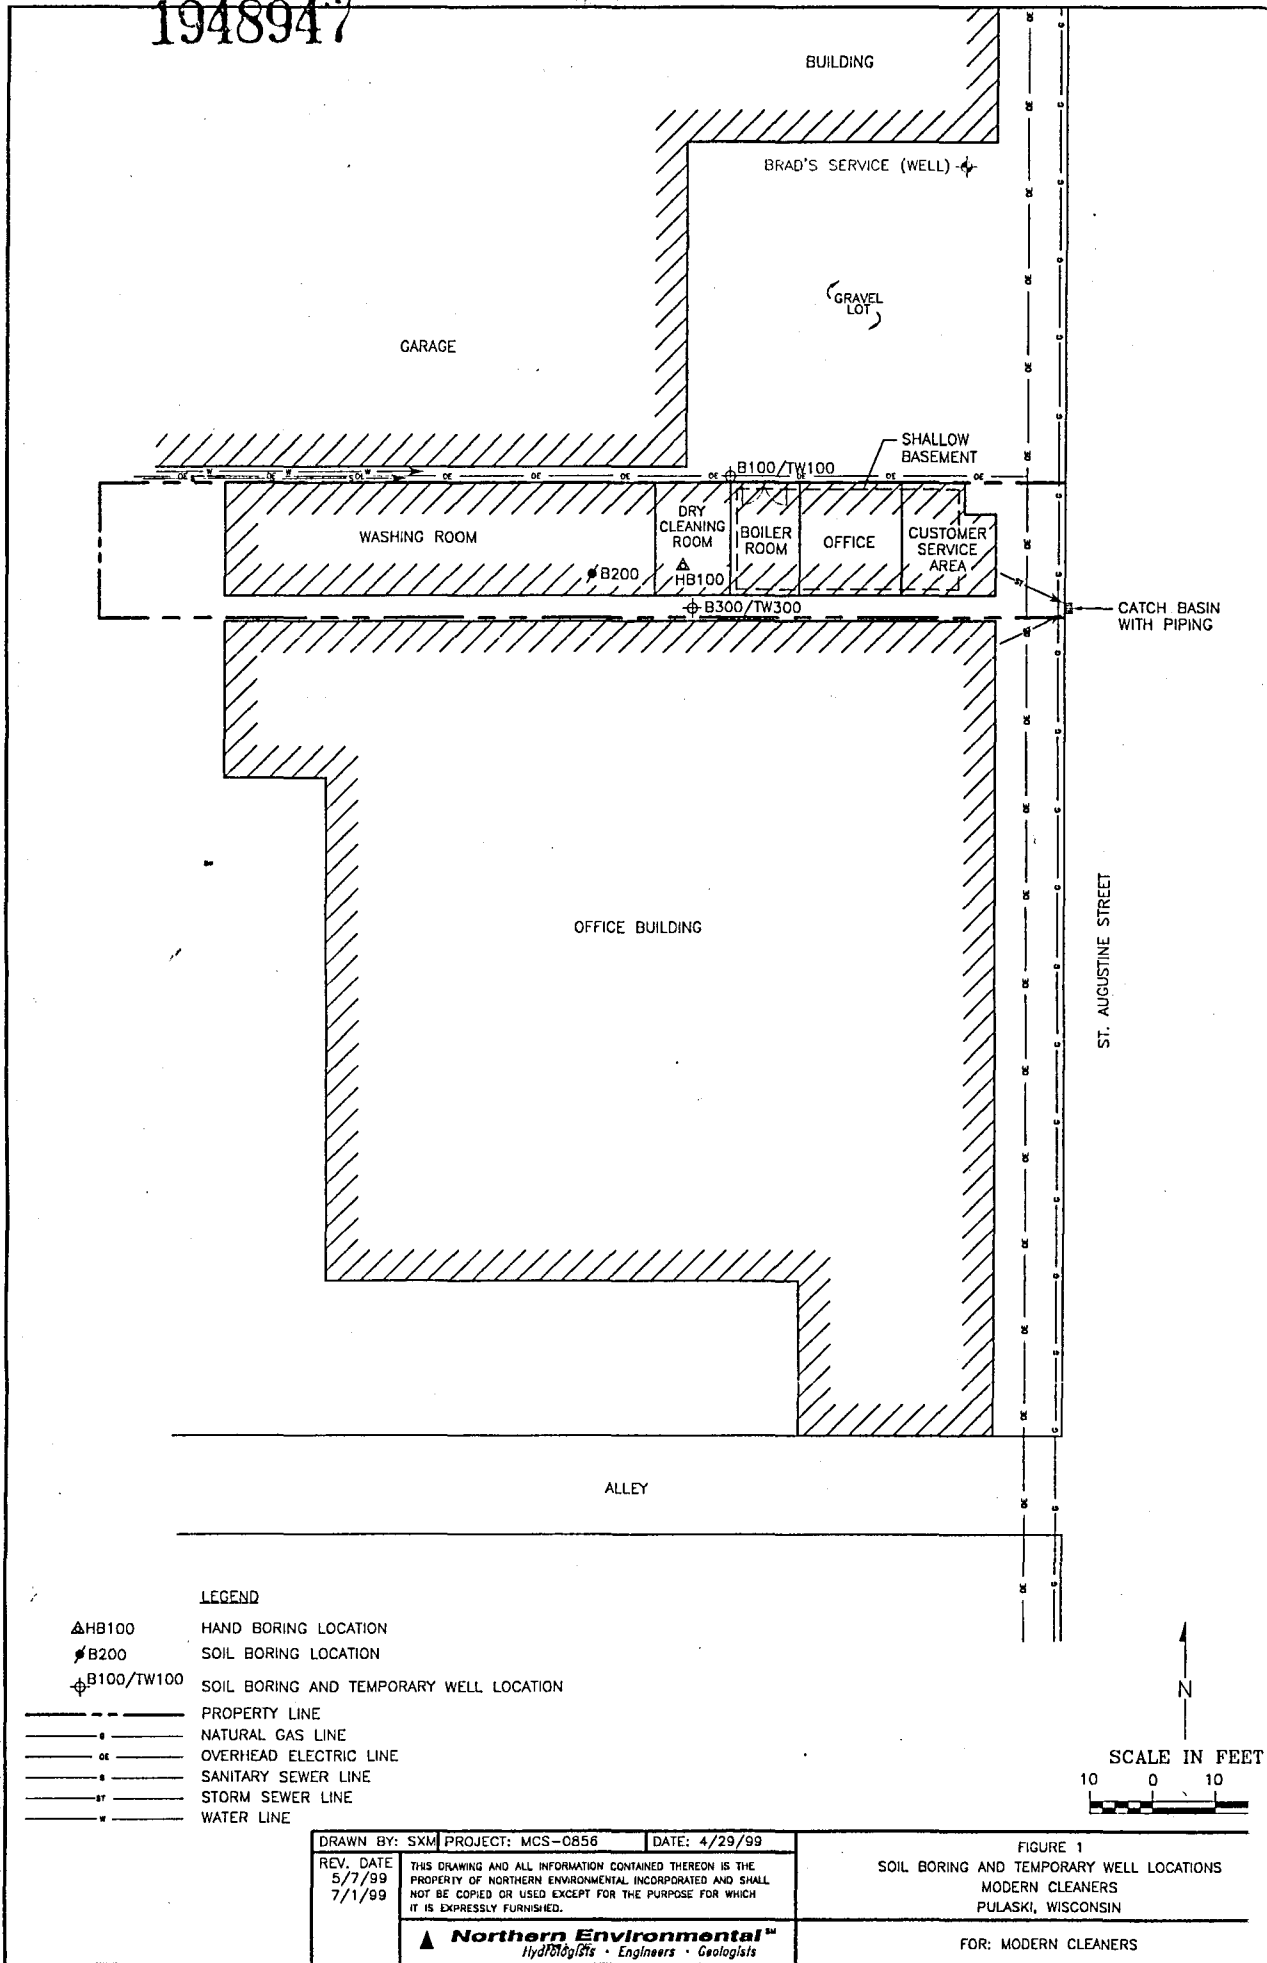 1948947
BUILDING
BRAD'S SERVICE (WELL)
GRAVEL
LOT
GARAGE
SHALLOW
BASEMENT
B100/TW100
DRY
CLEANING
ROOM
WASHING ROOM
BOILER
ROOM
OFFICE
CUSTOMER
SERVICE
AREA
B200
HB100
B300/TW300
CATCH BASIN
WITH PIPING
OFFICE BUILDING
ST. AUGUSTINE STREET
ALLEY
LEGEND
HB100 HAND BORING LOCATION
B200 SOIL BORING LOCATION
B100/TW100 SOIL BORING AND TEMPORARY WELL LOCATION
PROPERTY LINE
NATURAL GAS LINE
OE OVERHEAD ELECTRIC LINE
SANITARY SEWER LINE
ST STORM SEWER LINE
W WATER LINE
N
SCALE IN FEET
10 0 10
DRAWN BY: SXM PROJECT: MCS-0856 DATE: 4/29/99
REV. DATE
5/7/99
7/1/99
THIS DRAWING AND ALL INFORMATION CONTAINED THEREON IS THE
PROPERTY OF NORTHERN ENVIRONMENTAL INCORPORATED AND SHALL
NOT BE COPIED OR USED EXCEPT FOR THE PURPOSE FOR WHICH
IT IS EXPRESSLY FURNISHED.
Northern Environmental SM
Hydrologists • Engineers • Geologists
FIGURE 1
SOIL BORING AND TEMPORARY WELL LOCATIONS
MODERN CLEANERS
PULASKI, WISCONSIN
FOR: MODERN CLEANERS